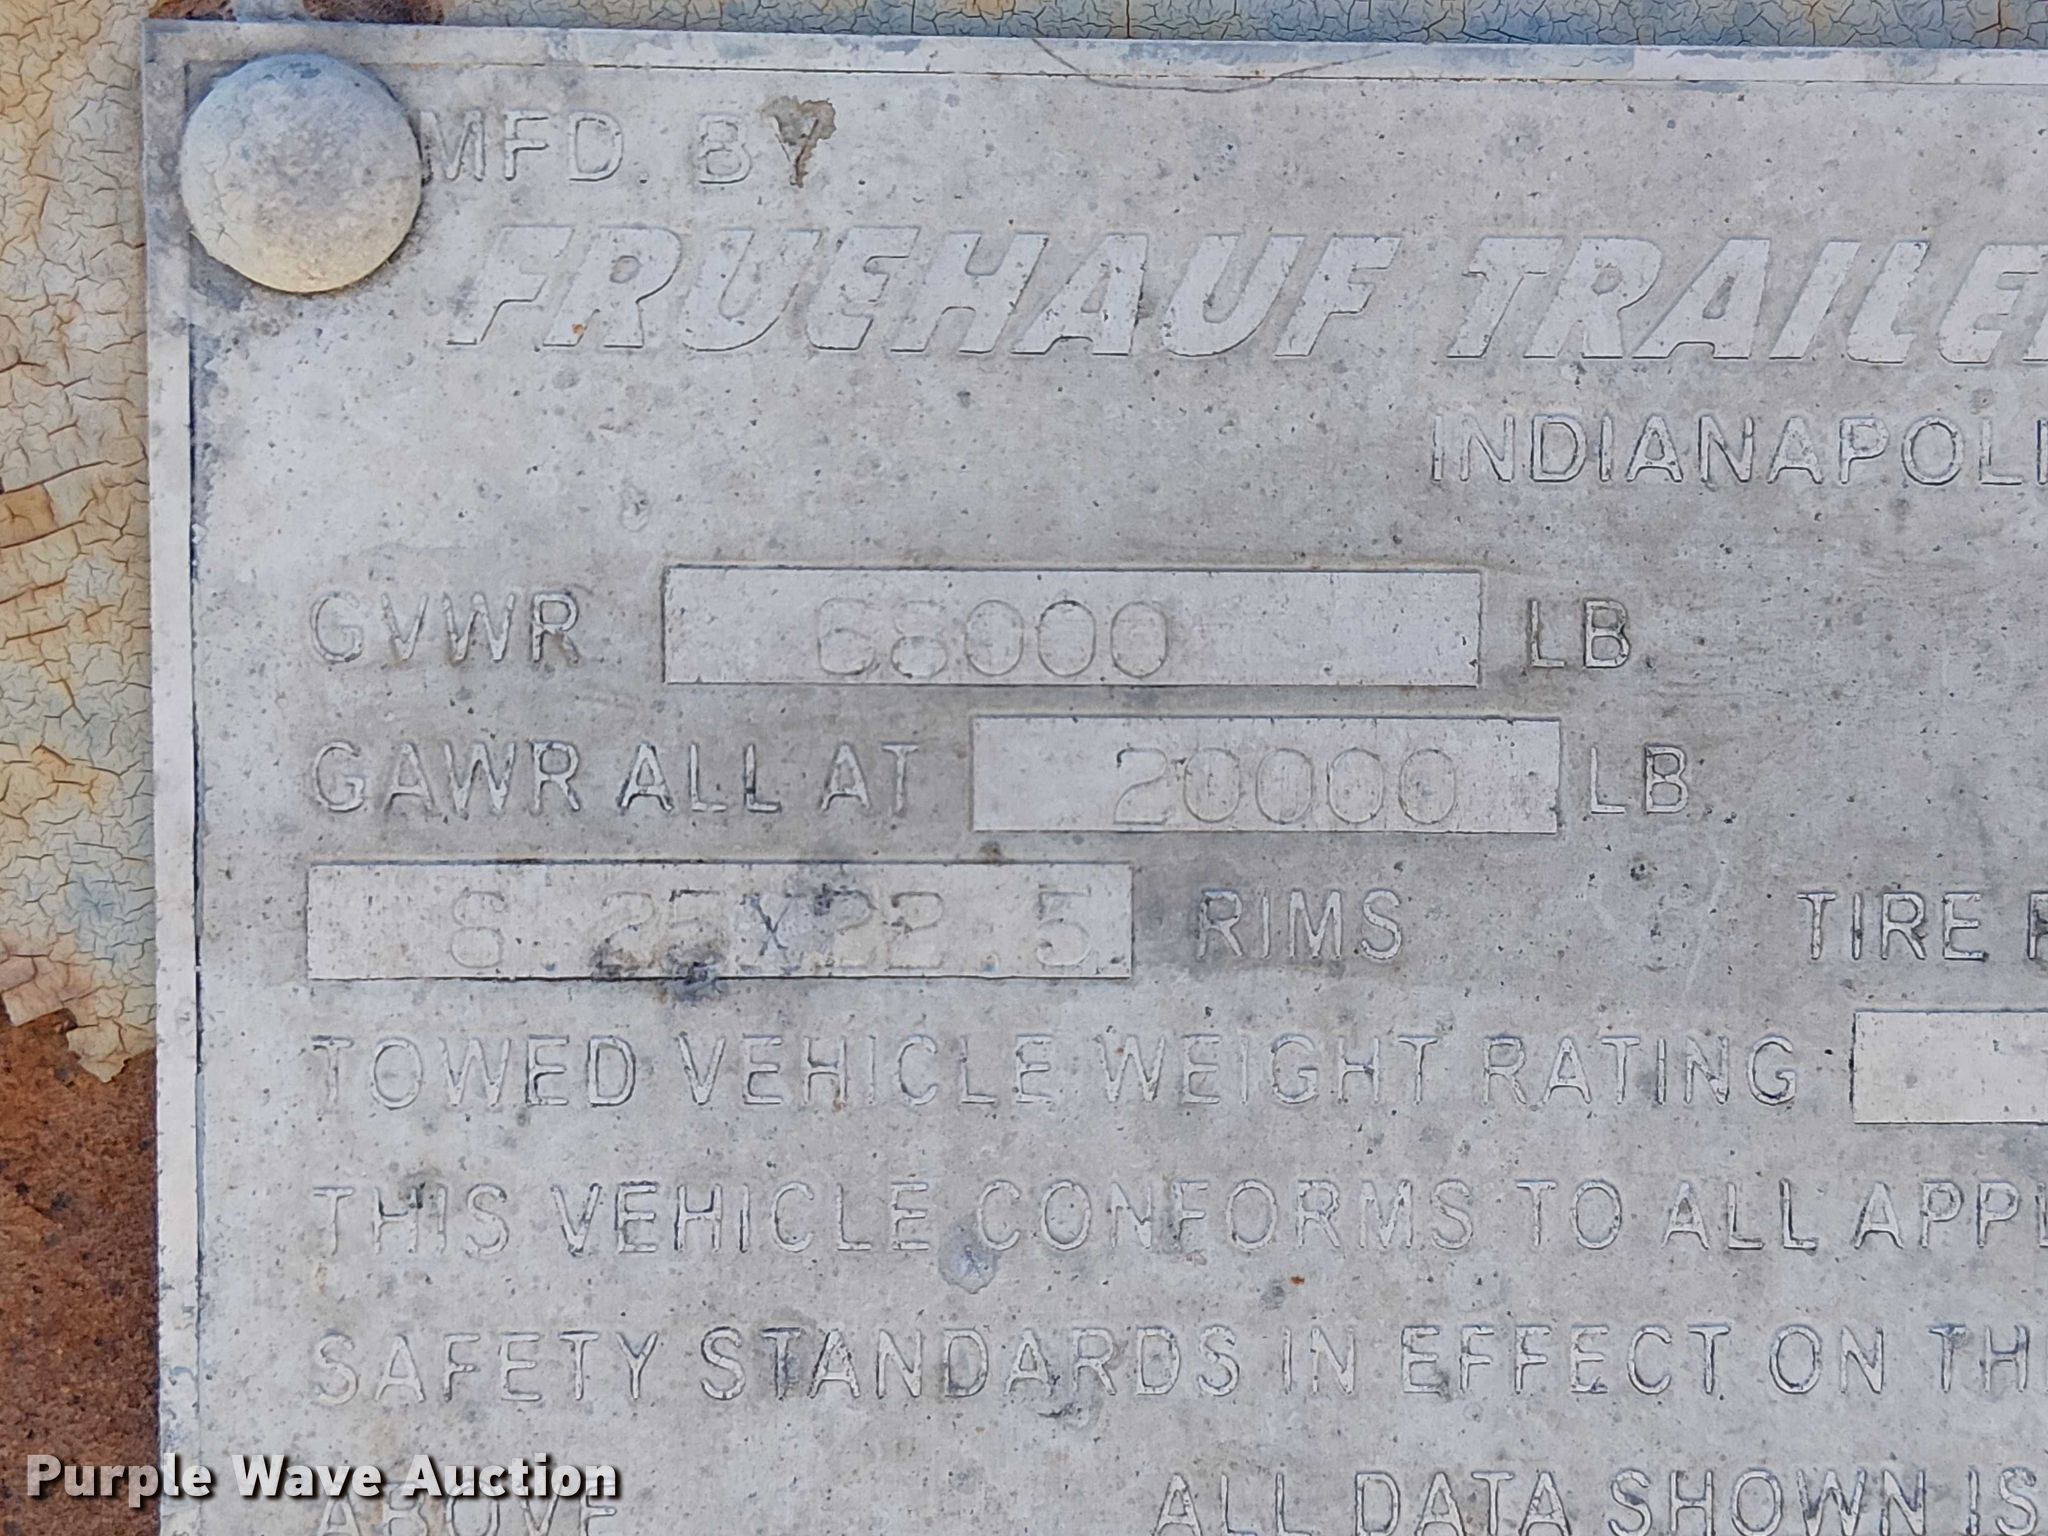 MFD. BY
FRUEHAUF TRAILE
INDIANAPOLI
GVWR 68000 LB
GAWR ALL AT 20000 LB
8.25X22.5 RIMS TIRE P
TOWED VEHICLE WEIGHT RATING
THIS VEHICLE CONFORMS TO ALL APPL
SAFETY STANDARDS IN EFFECT ON TH
ABOVE ALL DATA SHOWN IS
Purple Wave Auction